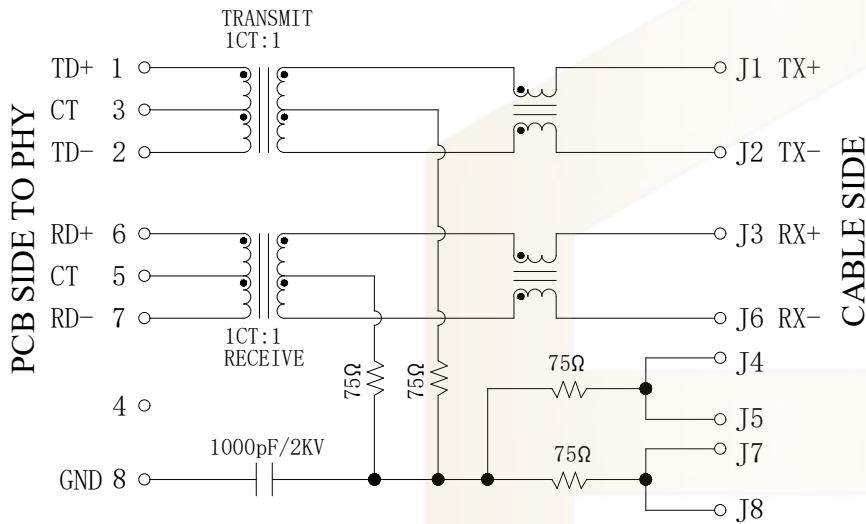 TRANSMIT
1CT:1
TD+ 1
CT 3
TD- 2
J1 TX+
J2 TX-
PCB SIDE TO PHY
CABLE SIDE
RD+ 6
CT 5
RD- 7
J3 RX+
J6 RX-
1CT:1
RECEIVE
75Ω
75Ω
75Ω
J4
J5
4
1000pF/2KV
GND 8
75Ω
J7
J8